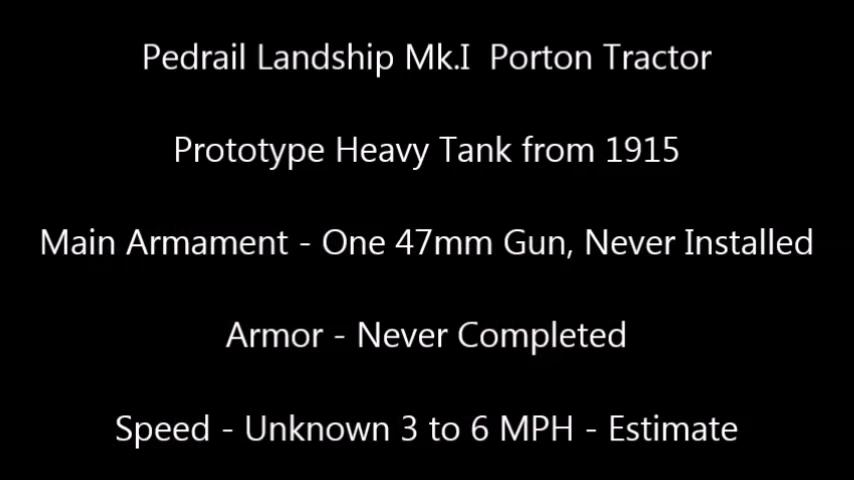 Pedrail Landship Mk.I  Porton Tractor
Prototype Heavy Tank from 1915
Main Armament - One 47mm Gun, Never Installed
Armor - Never Completed
Speed - Unknown 3 to 6 MPH - Estimate